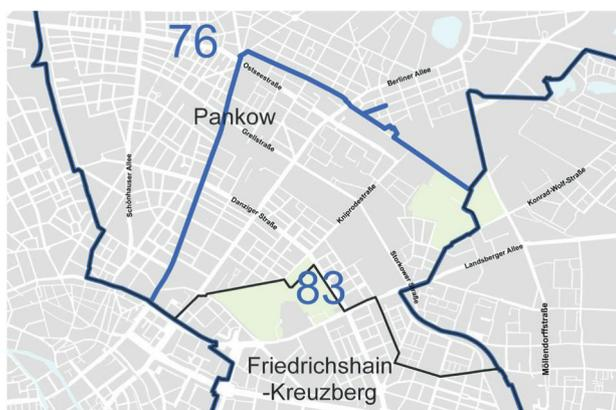 76
Ostseestraße
Berliner Allee
Pankow
Grellstraße
Schönhauser Allee
Danziger Straße
Kniprodestraße
Konrad-Wolf-Straße
Storkower Straße
Landsberger Allee
83
Möllendorffstraße
Friedrichshain
-Kreuzberg